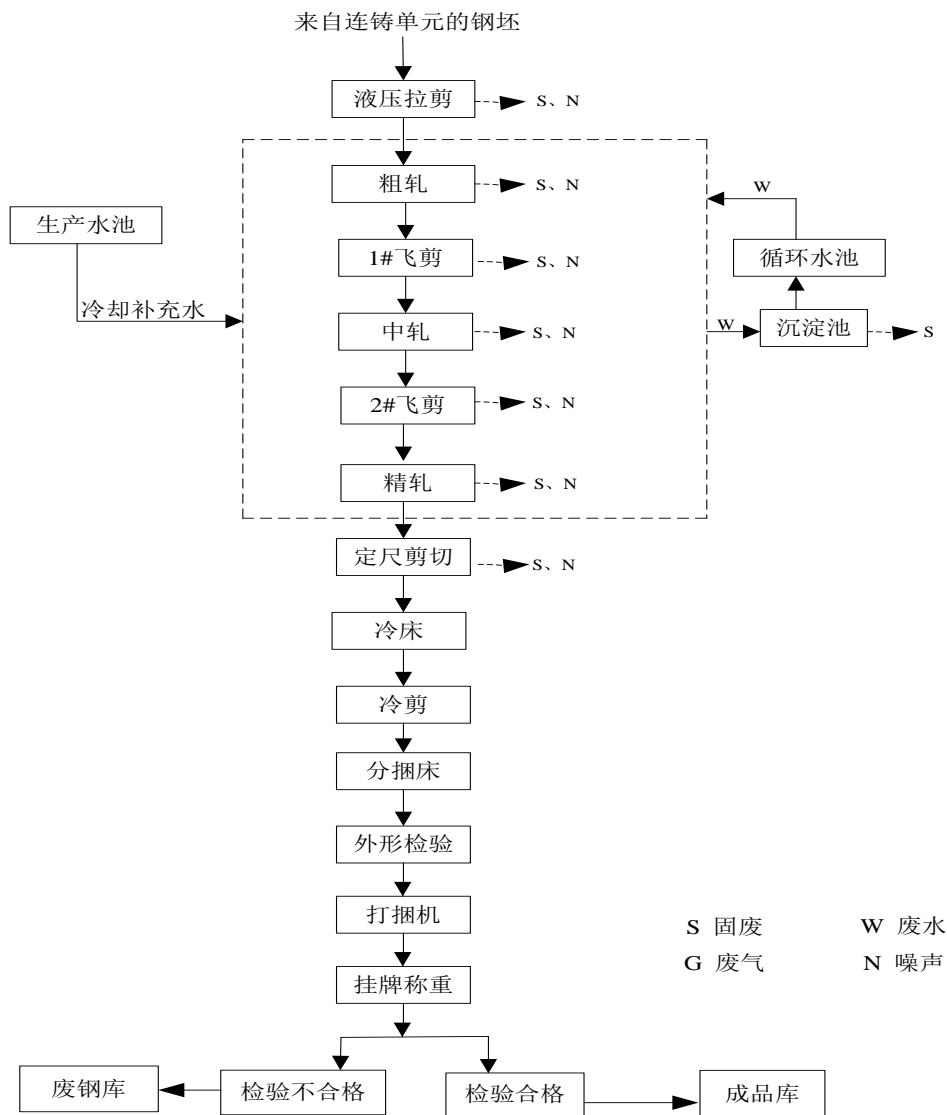 来自连铸单元的钢坯
液压拉剪
S、N
粗轧
S、N
W
生产水池
1#飞剪
S、N
循环水池
冷却补充水
中轧
S、N
W
沉淀池
S
2#飞剪
S、N
精轧
S、N
定尺剪切
S、N
冷床
冷剪
分捆床
外形检验
打捆机
S 固废
W 废水
G 废气
N 噪声
挂牌称重
废钢库
检验不合格
检验合格
成品库